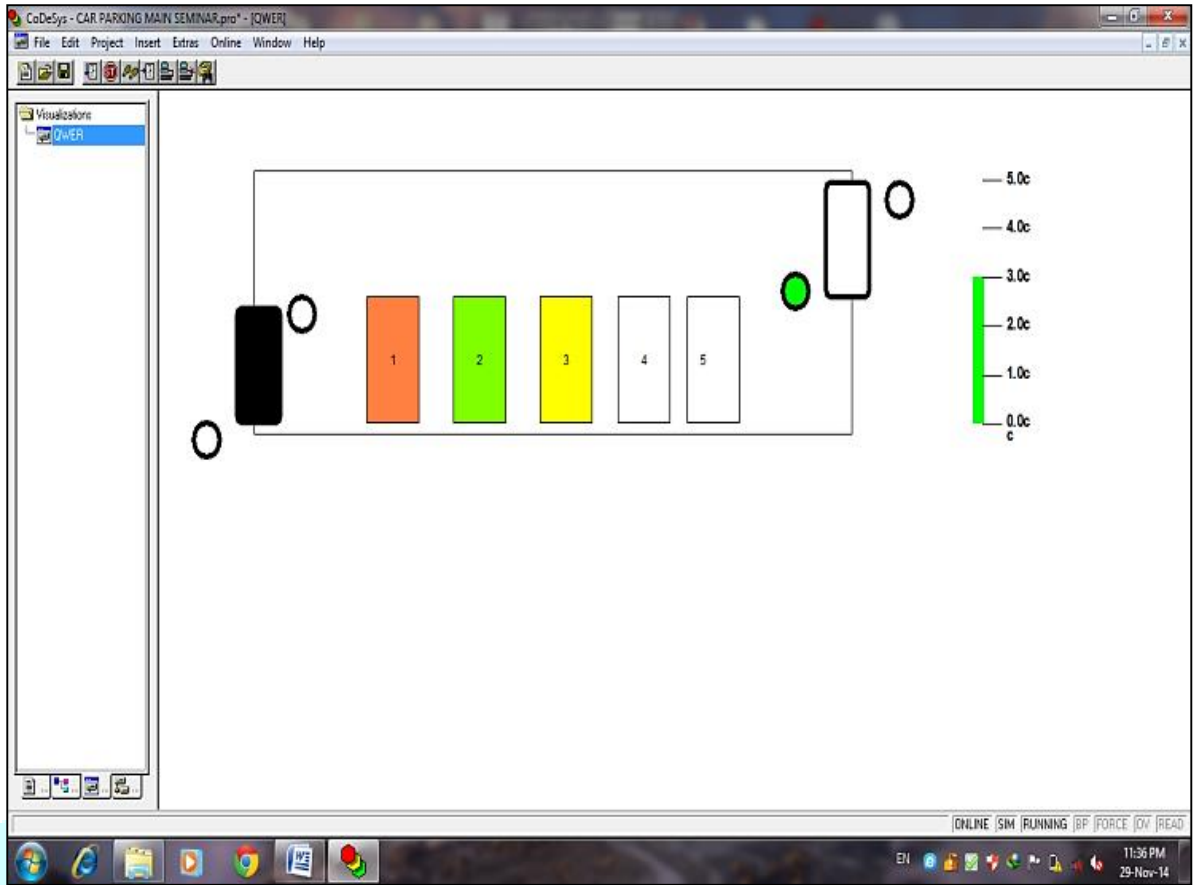 CoDeSys - CAR PARKING MAIN SEMINAR.pro* - [QWER]
File Edit Project Insert Extras Online Window Help
Visualizations
QWER
5.0c
4.0c
3.0c
2.0c
1.0c
0.0c
c
1 2 3 4 5
ONLINE SIM RUNNING BP FORCE OV READ
EN
11:36 PM
29-Nov-14